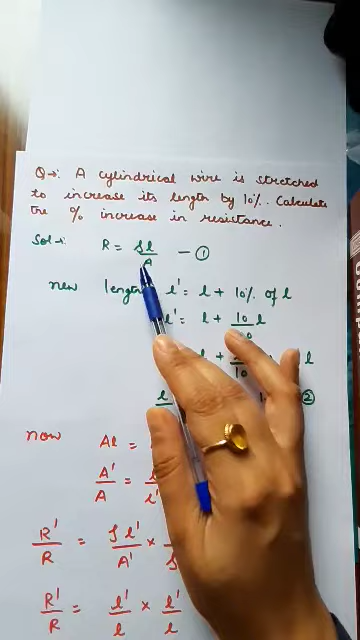 Q→: A cylindrical wire is stretched
to increase its length by 10%. Calculate
the % increase in resistance.
Sol→: R = ρl/A — ①
new length l' = l + 10% of l
l' = l +
l + l
l ②
now Al =
A'/A =
R'/R = ρl'/A' ×
R'/R = l'/l × l'/l